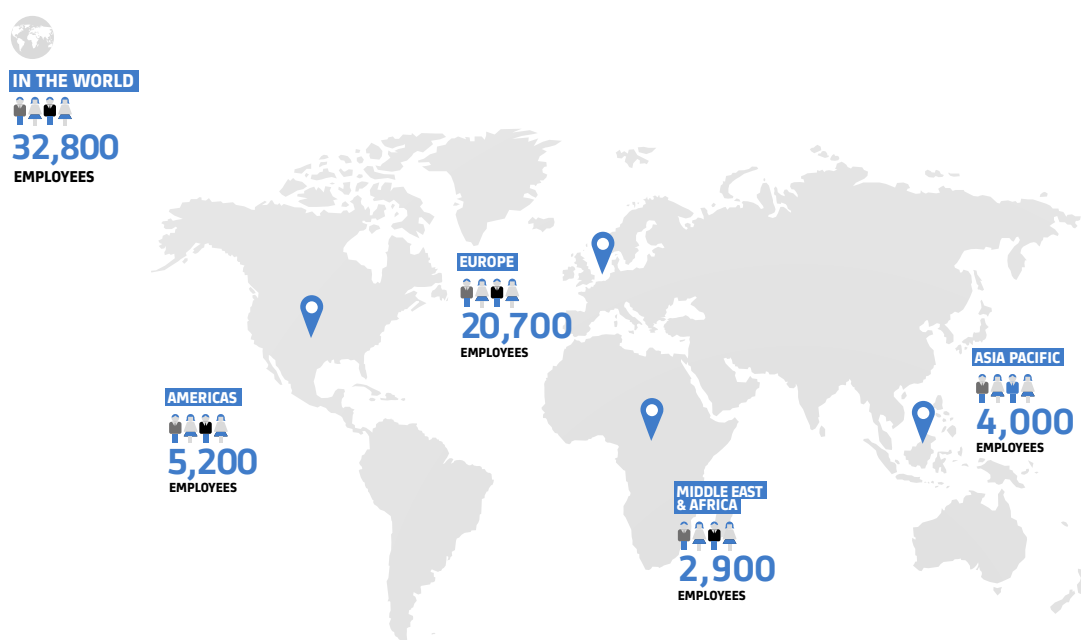 IN THE WORLD
32,800
EMPLOYEES
EUROPE
20,700
EMPLOYEES
AMERICAS
5,200
EMPLOYEES
ASIA PACIFIC
4,000
EMPLOYEES
MIDDLE EAST
& AFRICA
2,900
EMPLOYEES